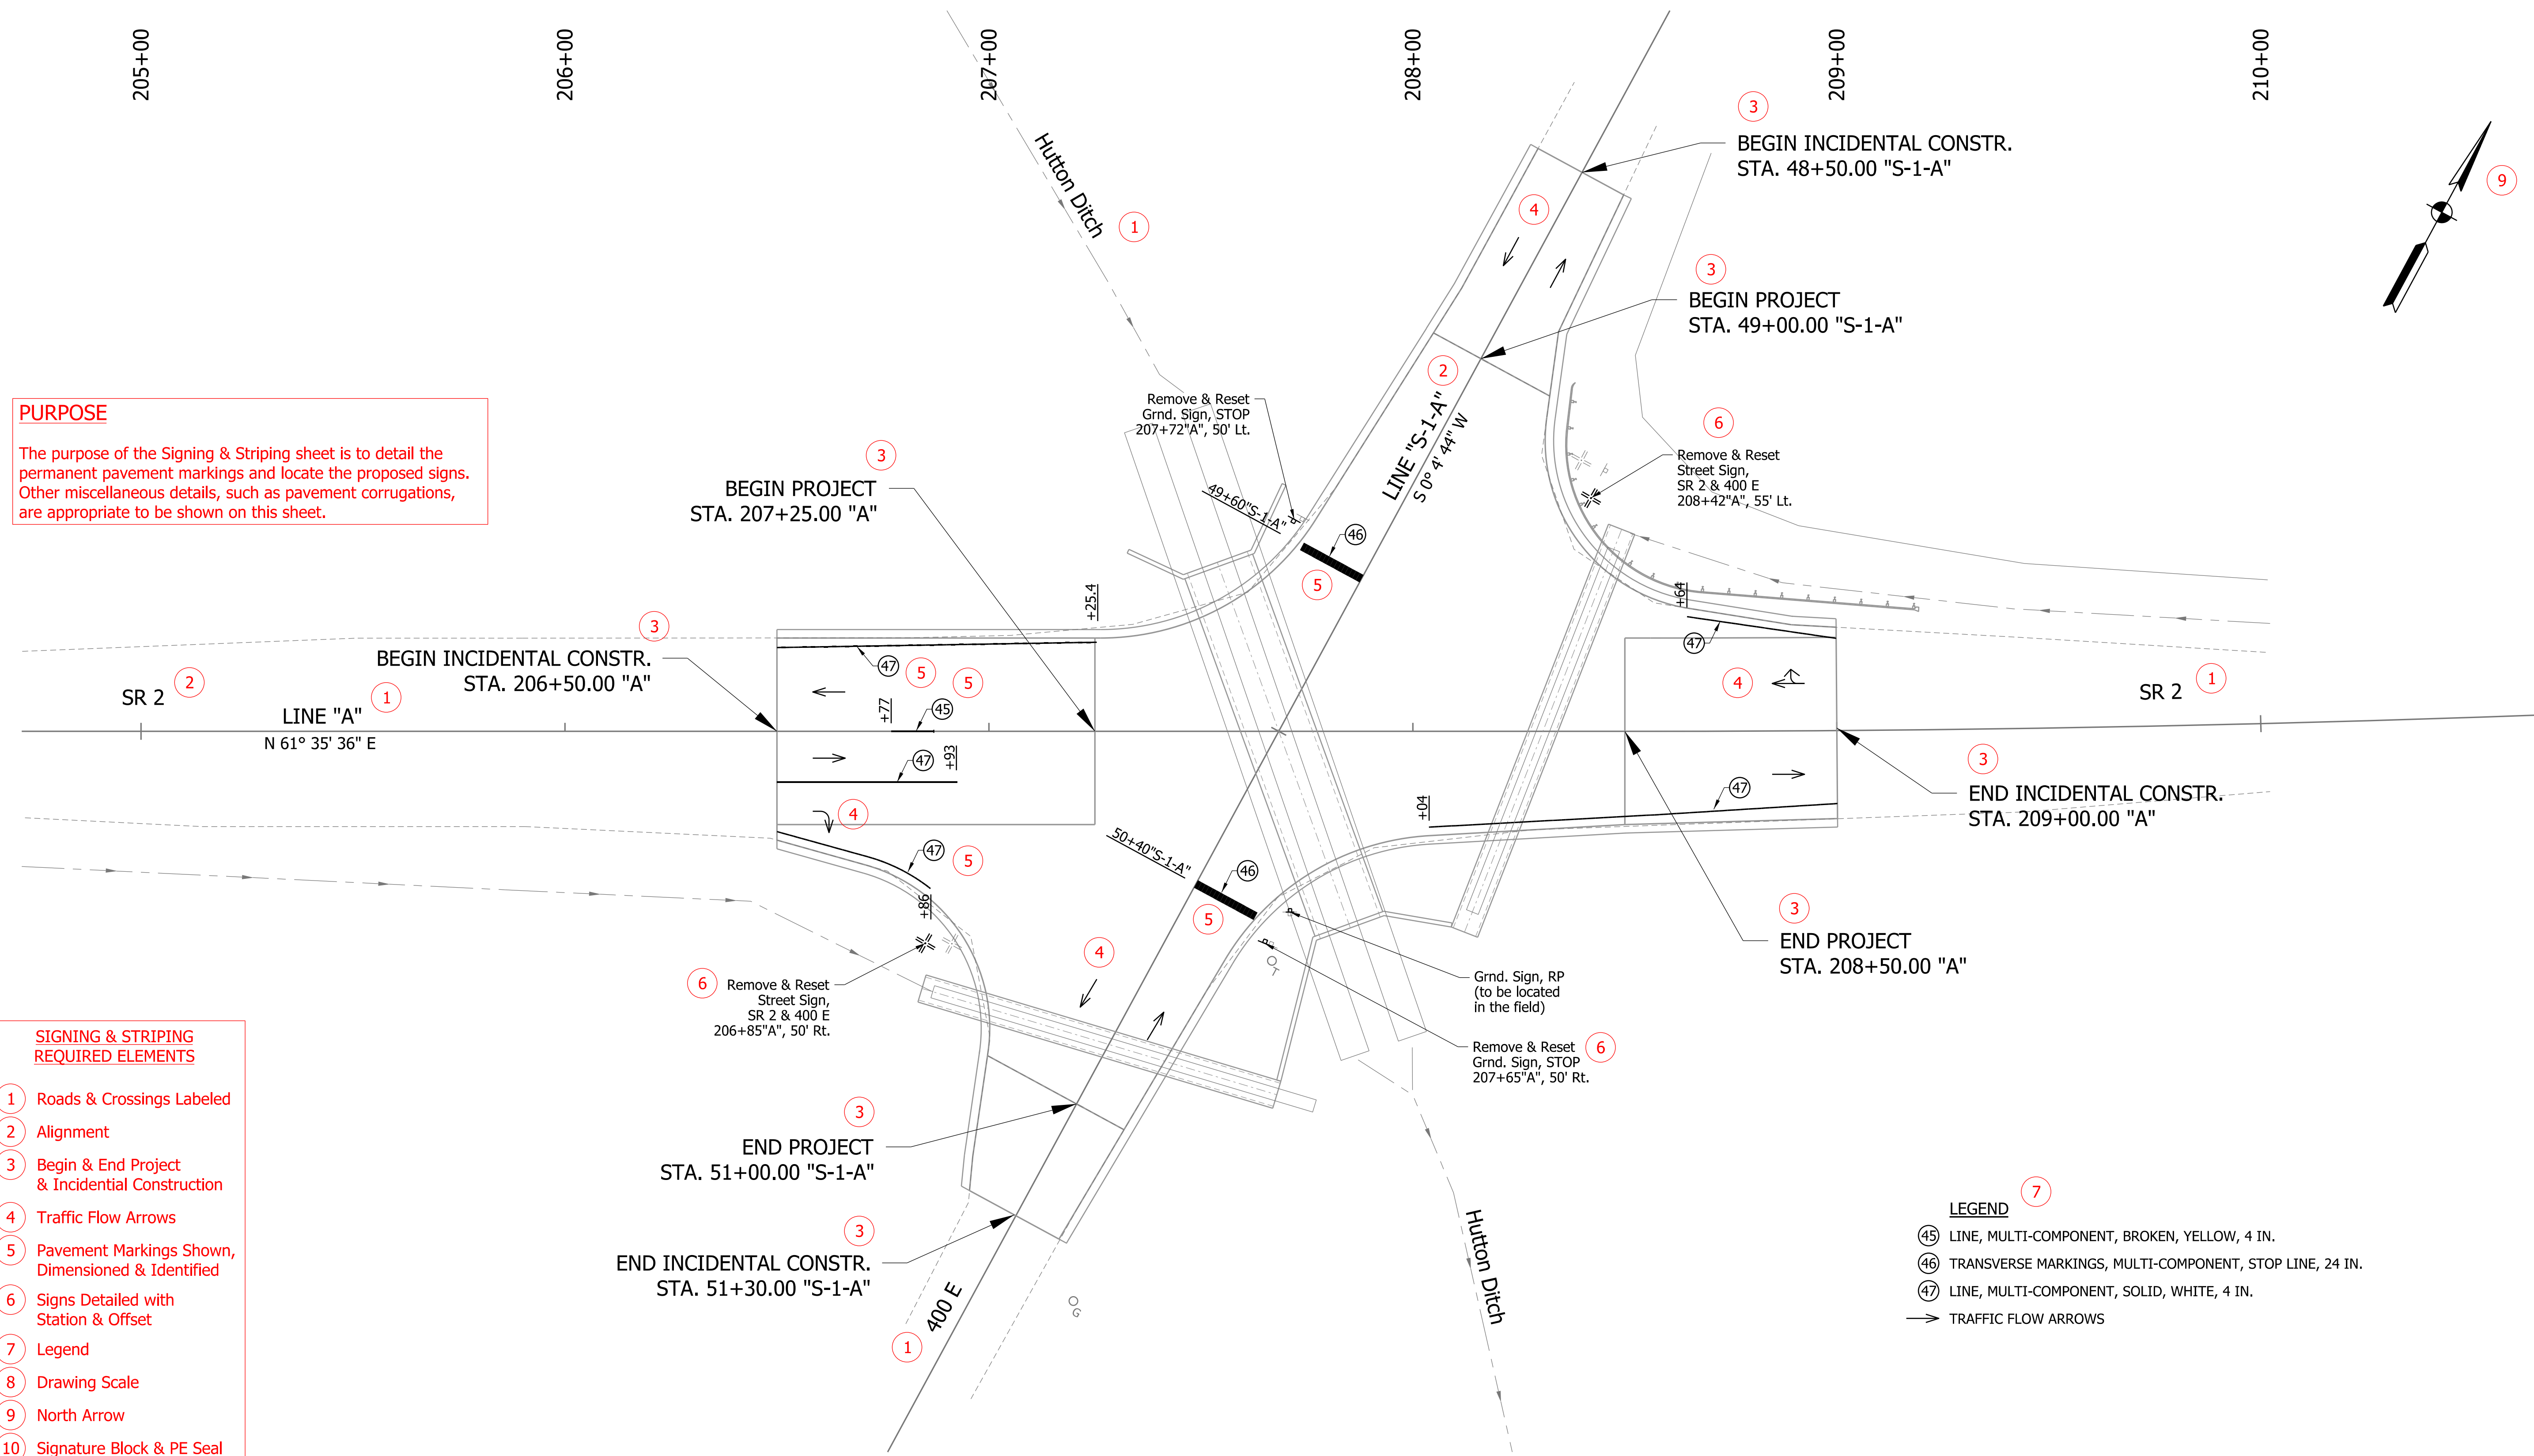 205+00
206+00
207+00
208+00
209+00
210+00
3
BEGIN INCIDENTAL CONSTR.
STA. 48+50.00 "S-1-A"
9
Hutton Ditch
1
4
3
BEGIN PROJECT
STA. 49+00.00 "S-1-A"
2
LINE "S-1-A"
S 0° 4' 44" W
PURPOSE
The purpose of the Signing & Striping sheet is to detail the
permanent pavement markings and locate the proposed signs.
Other miscellaneous details, such as pavement corrugations,
are appropriate to be shown on this sheet.
Remove & Reset
Grnd. Sign, STOP
207+72"A", 50' Lt.
6
Remove & Reset
Street Sign,
SR 2 & 400 E
208+42"A", 55' Lt.
3
BEGIN PROJECT
STA. 207+25.00 "A"
49+60"S-1-A"
46
5
+25.4
+64
47
3
BEGIN INCIDENTAL CONSTR.
STA. 206+50.00 "A"
SR 2
2
LINE "A"
1
N 61° 35' 36" E
47
5
5
+77
45
47
+93
4
4
SR 2
1
47
+04
3
END INCIDENTAL CONSTR.
STA. 209+00.00 "A"
47
5
+86
50+40"S-1-A"
46
5
3
END PROJECT
STA. 208+50.00 "A"
4
6
Remove & Reset
Street Sign,
SR 2 & 400 E
206+85"A", 50' Rt.
T
Grnd. Sign, RP
(to be located
in the field)
Remove & Reset
Grnd. Sign, STOP
207+65"A", 50' Rt.
6
3
END PROJECT
STA. 51+00.00 "S-1-A"
3
END INCIDENTAL CONSTR.
STA. 51+30.00 "S-1-A"
400 E
1
G
Hutton Ditch
SIGNING & STRIPING
REQUIRED ELEMENTS
1 Roads & Crossings Labeled
2 Alignment
3 Begin & End Project
& Incidential Construction
4 Traffic Flow Arrows
5 Pavement Markings Shown,
Dimensioned & Identified
6 Signs Detailed with
Station & Offset
7 Legend
8 Drawing Scale
9 North Arrow
10 Signature Block & PE Seal
7
LEGEND
45 LINE, MULTI-COMPONENT, BROKEN, YELLOW, 4 IN.
46 TRANSVERSE MARKINGS, MULTI-COMPONENT, STOP LINE, 24 IN.
47 LINE, MULTI-COMPONENT, SOLID, WHITE, 4 IN.
TRAFFIC FLOW ARROWS